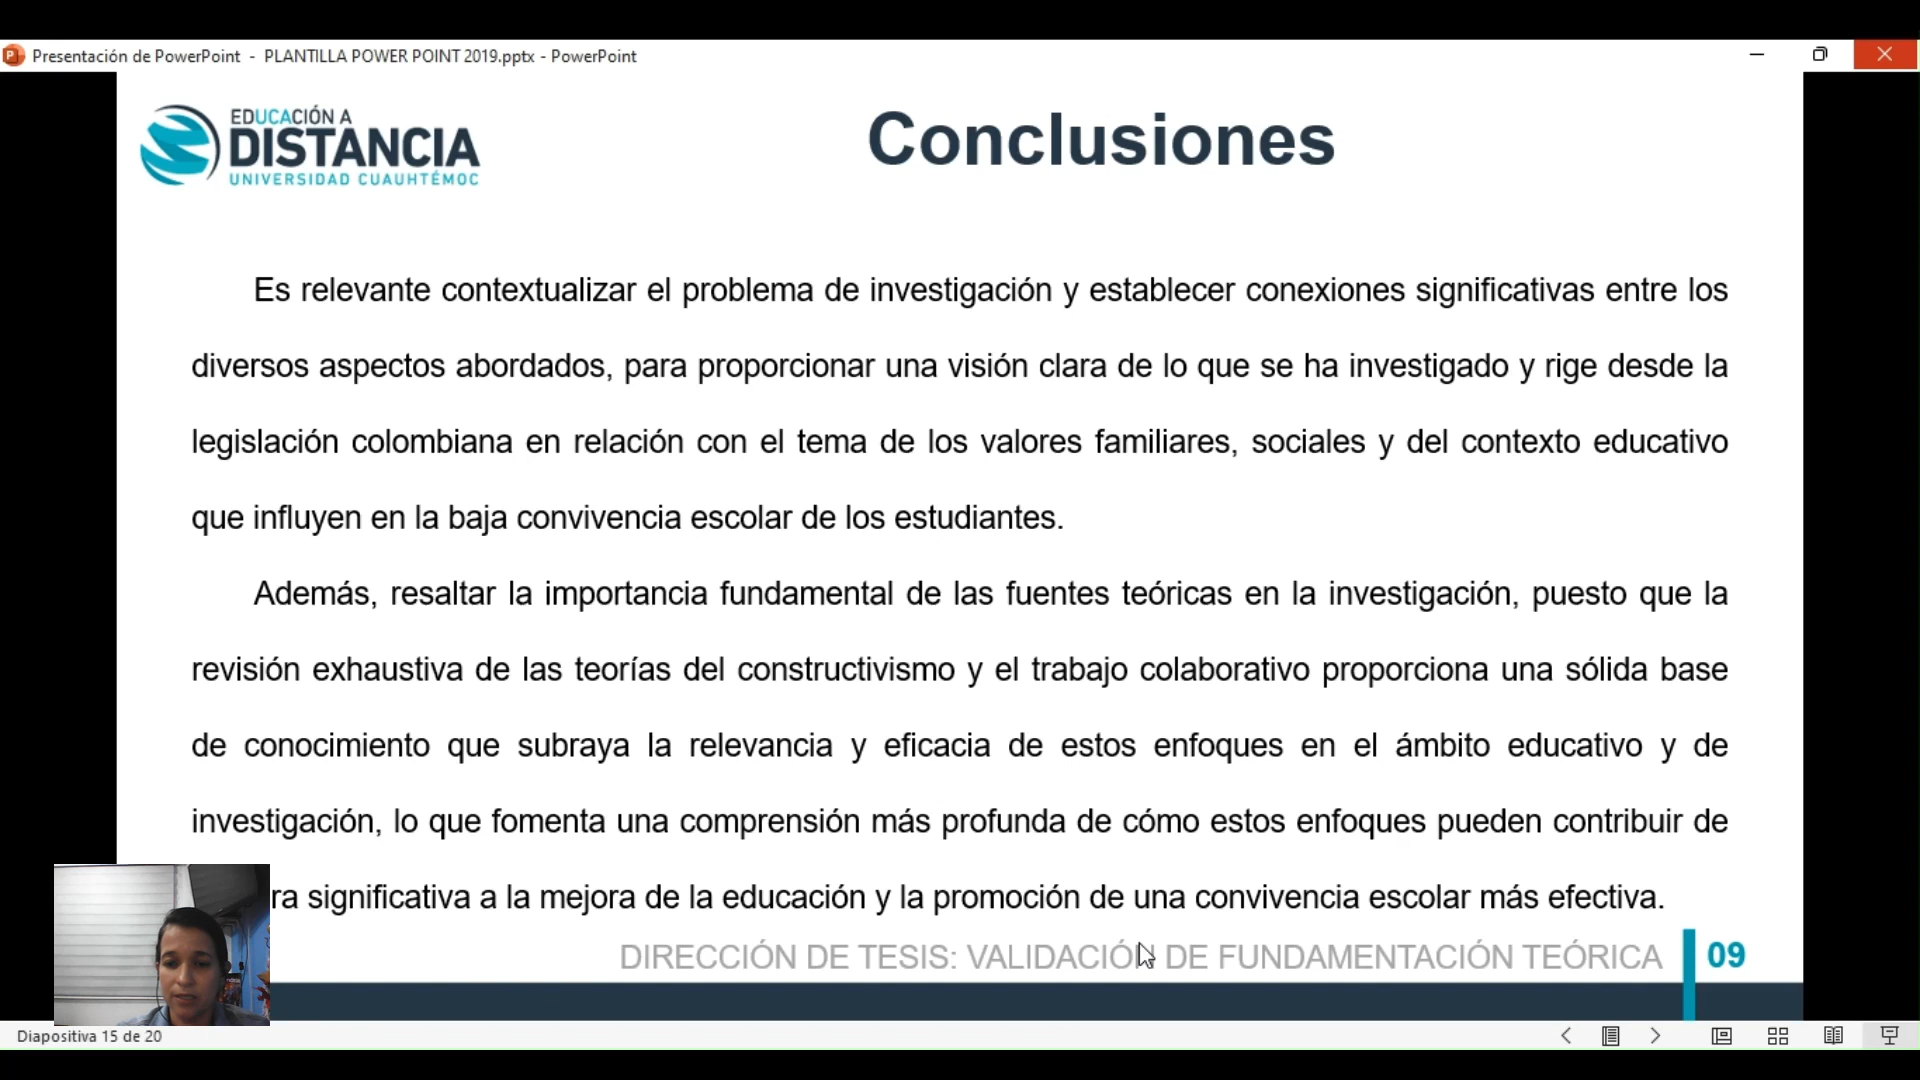 Presentación de PowerPoint - PLANTILLA POWER POINT 2019.pptx - PowerPoint
EDUCACIÓN A
DISTANCIA
UNIVERSIDAD CUAUHTÉMOC
Conclusiones
Es relevante contextualizar el problema de investigación y establecer conexiones significativas entre los
diversos aspectos abordados, para proporcionar una visión clara de lo que se ha investigado y rige desde la
legislación colombiana en relación con el tema de los valores familiares, sociales y del contexto educativo
que influyen en la baja convivencia escolar de los estudiantes.
Además, resaltar la importancia fundamental de las fuentes teóricas en la investigación, puesto que la
revisión exhaustiva de las teorías del constructivismo y el trabajo colaborativo proporciona una sólida base
de conocimiento que subraya la relevancia y eficacia de estos enfoques en el ámbito educativo y de
investigación, lo que fomenta una comprensión más profunda de cómo estos enfoques pueden contribuir de
ra significativa a la mejora de la educación y la promoción de una convivencia escolar más efectiva.
DIRECCIÓN DE TESIS: VALIDACIÓN DE FUNDAMENTACIÓN TEÓRICA
09
Diapositiva 15 de 20